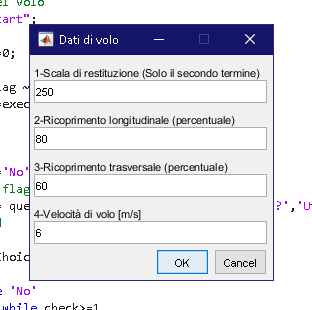 el volo
art";
Dati di volo
=0;
1-Scala di restituzione (Solo il secondo termine)
lag ~
250
=exec
2-Ricoprimento longitudinale (percentuale)
80
3-Ricoprimento trasversale (percentuale)
='No'
60
flag
= que
?','U
4-Velocità di volo [m/s]
6
hoic
OK Cancel
e 'No'
while check>=1